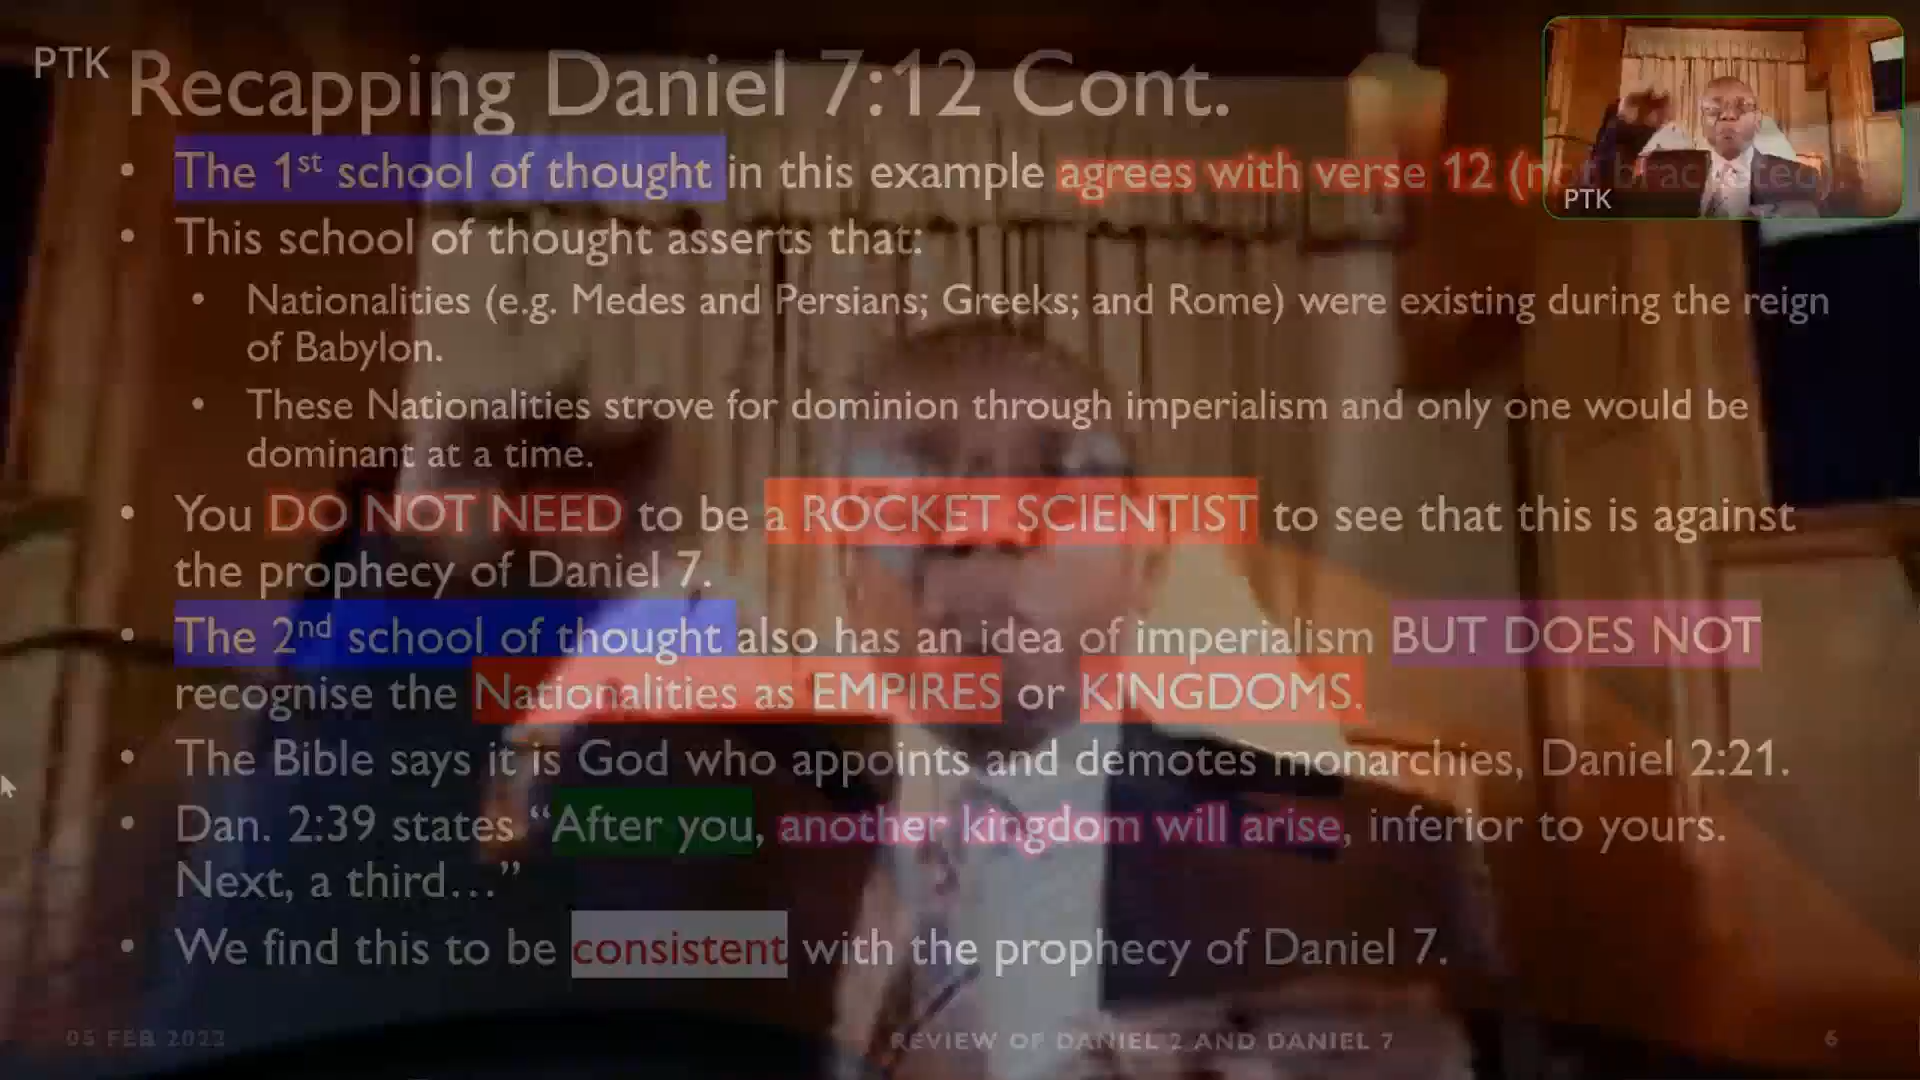 PTK
Recapping Daniel 7:12 Cont.
• The 1st school of thought in this example agrees with verse 12 (not bracketed).
PTK
• This school of thought asserts that:
• Nationalities (e.g. Medes and Persians; Greeks; and Rome) were existing during the reign
of Babylon.
• These Nationalities strove for dominion through imperialism and only one would be
dominant at a time.
• You DO NOT NEED to be a ROCKET SCIENTIST to see that this is against
the prophecy of Daniel 7.
• The 2nd school of thought also has an idea of imperialism BUT DOES NOT
recognise the Nationalities as EMPIRES or KINGDOMS.
• The Bible says it is God who appoints and demotes monarchies, Daniel 2:21.
• Dan. 2:39 states “After you, another kingdom will arise, inferior to yours.
Next, a third…”
• We find this to be consistent with the prophecy of Daniel 7.
05 FEB 2022
REVIEW OF DANIEL 2 AND DANIEL 7
6